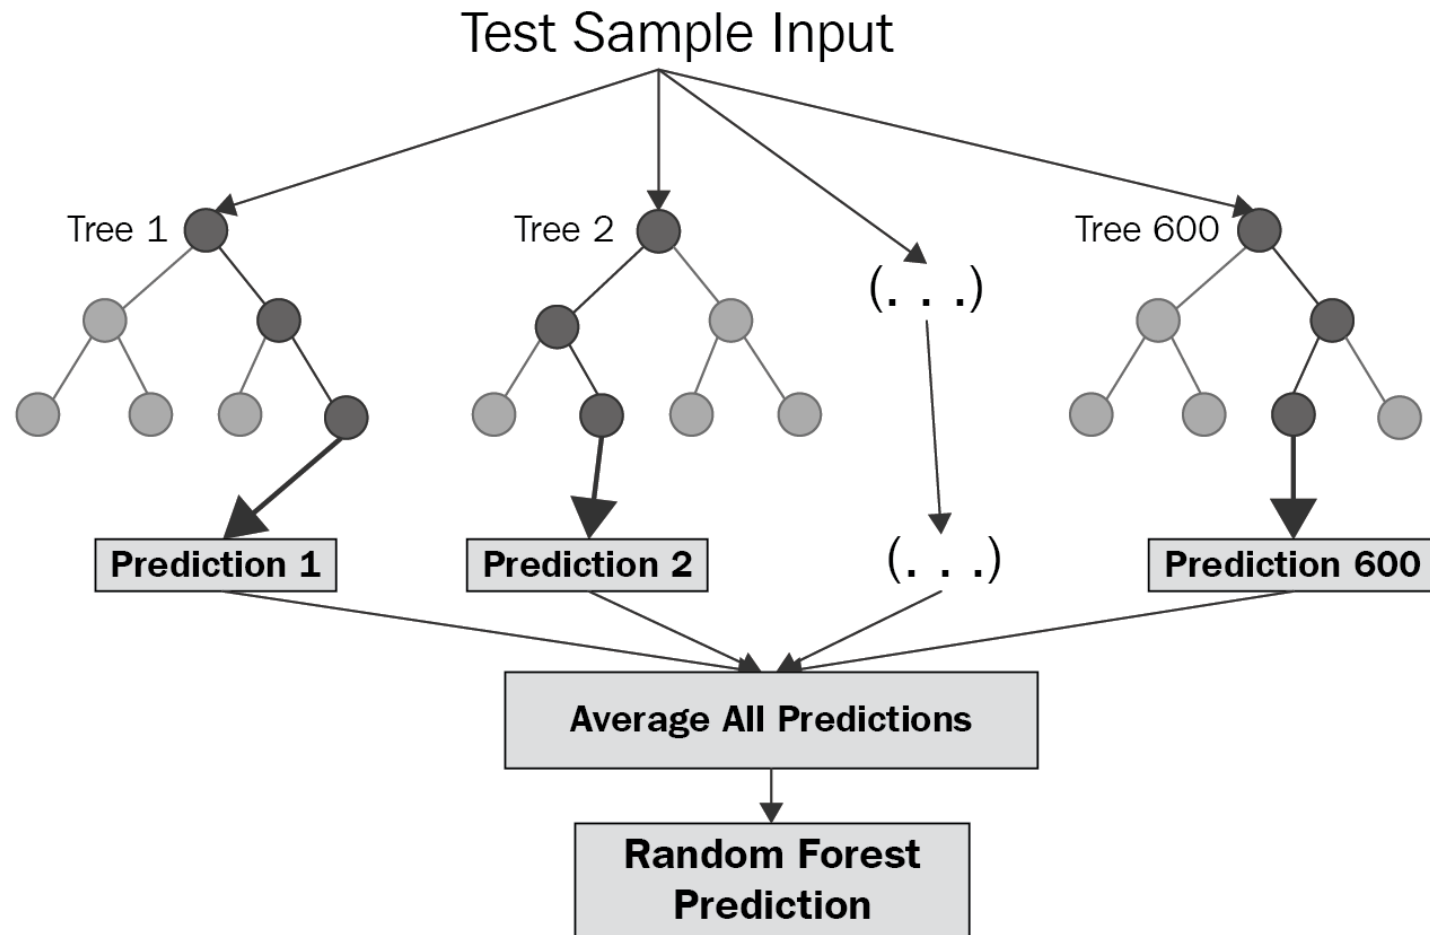 Test Sample Input
Tree 1
Tree 2
Tree 600
(. . .)
Prediction 1
Prediction 2
(. . .)
Prediction 600
Average All Predictions
Random Forest
Prediction